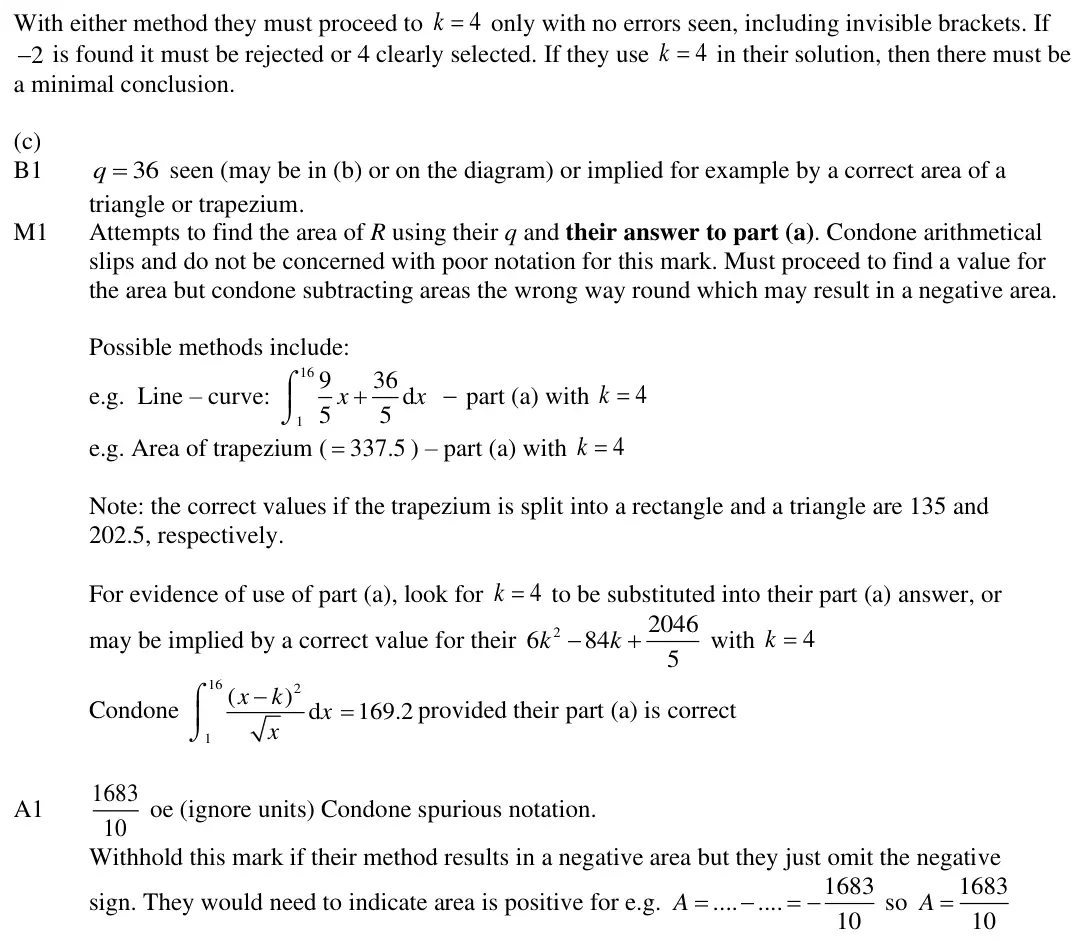 With either method they must proceed to k = 4 only with no errors seen, including invisible brackets. If
−2 is found it must be rejected or 4 clearly selected. If they use k = 4 in their solution, then there must be
a minimal conclusion.
(c)
B1 q = 36 seen (may be in (b) or on the diagram) or implied for example by a correct area of a
triangle or trapezium.
M1 Attempts to find the area of R using their q and their answer to part (a). Condone arithmetical
slips and do not be concerned with poor notation for this mark. Must proceed to find a value for
the area but condone subtracting areas the wrong way round which may result in a negative area.
Possible methods include:
e.g. Line – curve: ∫₁¹⁶ 9/5 x + 36/5 dx − part (a) with k = 4
e.g. Area of trapezium ( = 337.5 ) – part (a) with k = 4
Note: the correct values if the trapezium is split into a rectangle and a triangle are 135 and
202.5, respectively.
For evidence of use of part (a), look for k = 4 to be substituted into their part (a) answer, or
may be implied by a correct value for their 6k² − 84k + 2046/5 with k = 4
Condone ∫₁¹⁶ (x − k)²/√x dx = 169.2 provided their part (a) is correct
A1 1683/10 oe (ignore units) Condone spurious notation.
Withhold this mark if their method results in a negative area but they just omit the negative
sign. They would need to indicate area is positive for e.g. A = .... − .... = − 1683/10 so A = 1683/10